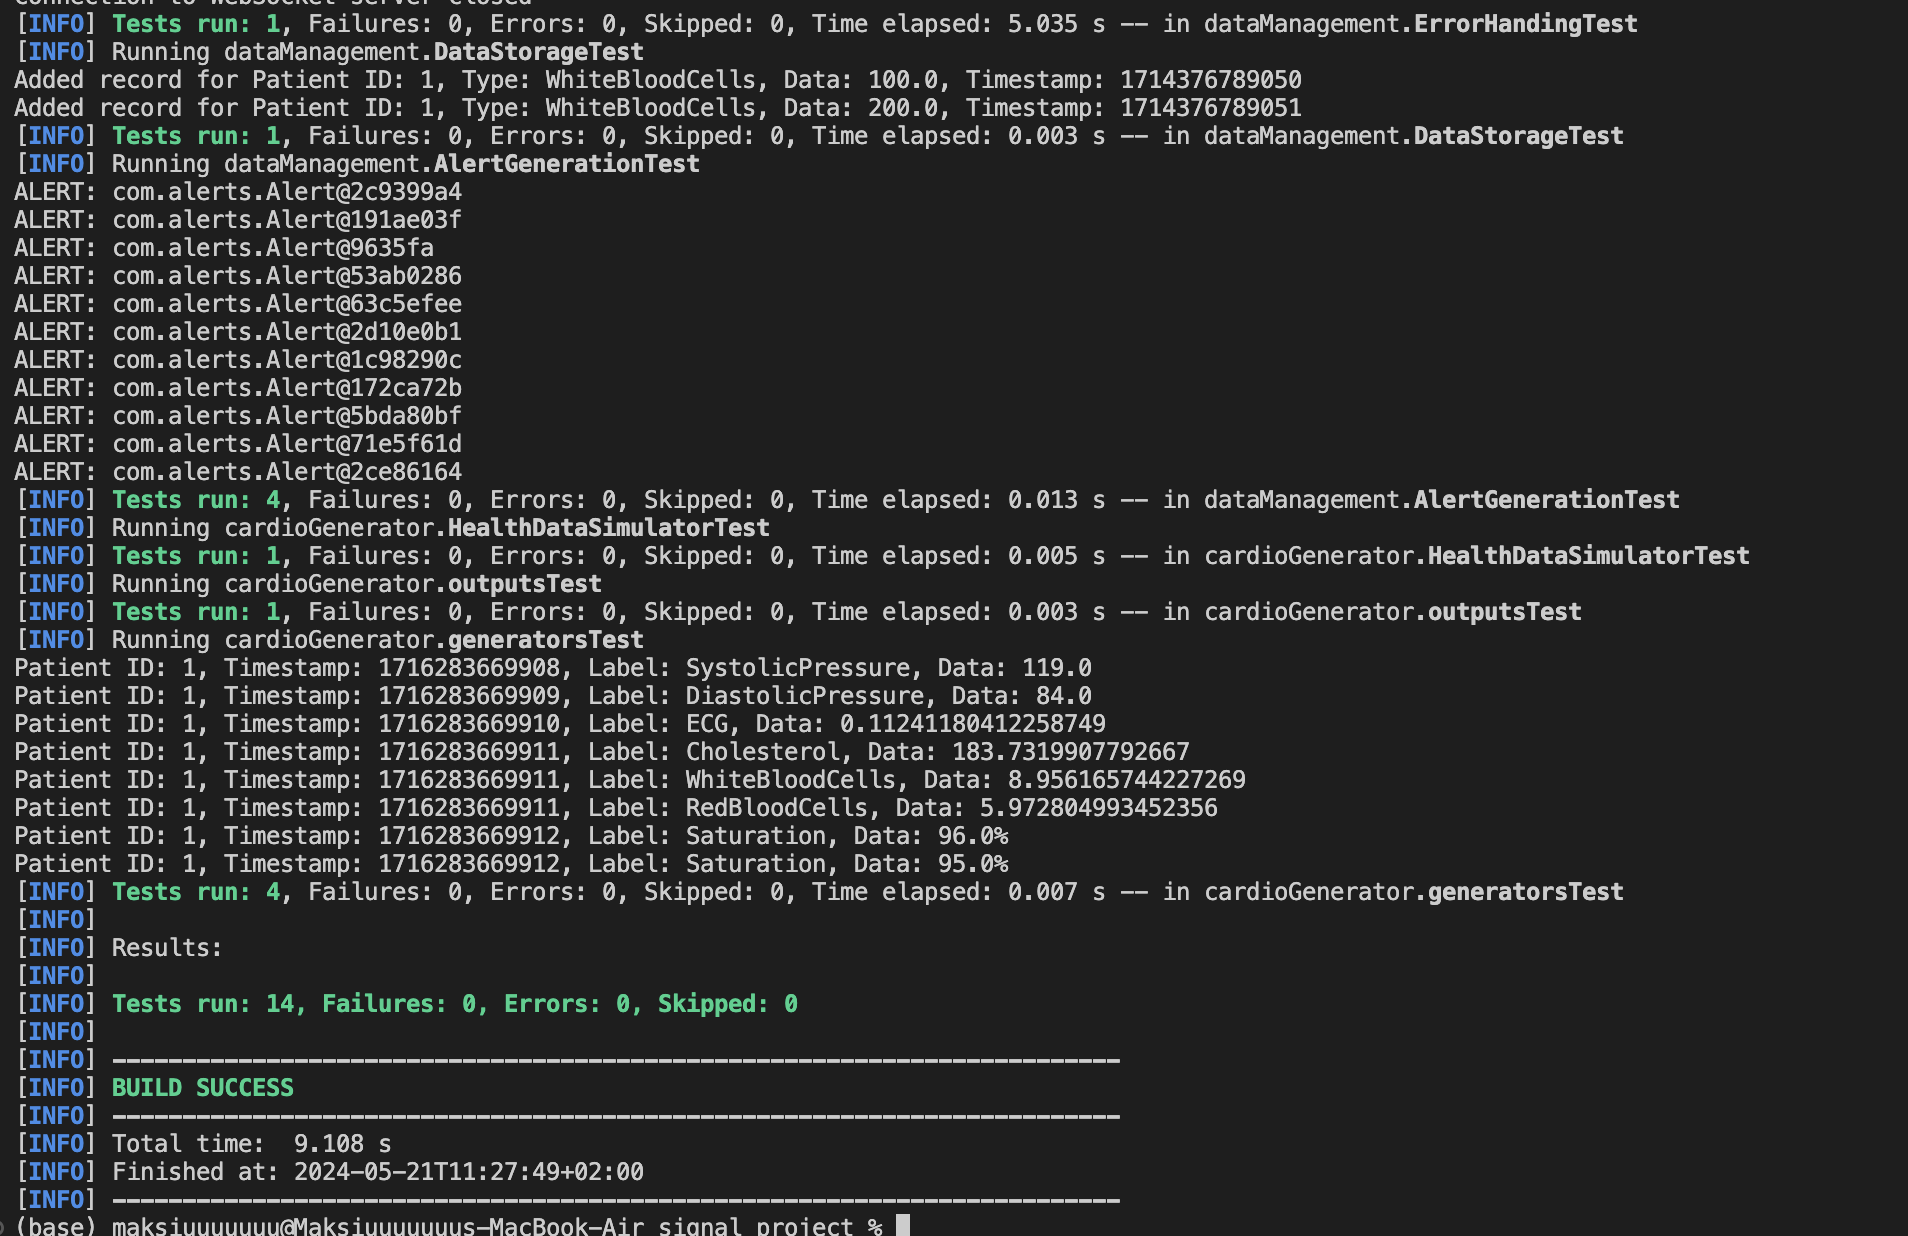 Connection to WebSocket server closed
[INFO] Tests run: 1, Failures: 0, Errors: 0, Skipped: 0, Time elapsed: 5.035 s -- in dataManagement.ErrorHandingTest
[INFO] Running dataManagement.DataStorageTest
Added record for Patient ID: 1, Type: WhiteBloodCells, Data: 100.0, Timestamp: 1714376789050
Added record for Patient ID: 1, Type: WhiteBloodCells, Data: 200.0, Timestamp: 1714376789051
[INFO] Tests run: 1, Failures: 0, Errors: 0, Skipped: 0, Time elapsed: 0.003 s -- in dataManagement.DataStorageTest
[INFO] Running dataManagement.AlertGenerationTest
ALERT: com.alerts.Alert@2c9399a4
ALERT: com.alerts.Alert@191ae03f
ALERT: com.alerts.Alert@9635fa
ALERT: com.alerts.Alert@53ab0286
ALERT: com.alerts.Alert@63c5efee
ALERT: com.alerts.Alert@2d10e0b1
ALERT: com.alerts.Alert@1c98290c
ALERT: com.alerts.Alert@172ca72b
ALERT: com.alerts.Alert@5bda80bf
ALERT: com.alerts.Alert@71e5f61d
ALERT: com.alerts.Alert@2ce86164
[INFO] Tests run: 4, Failures: 0, Errors: 0, Skipped: 0, Time elapsed: 0.013 s -- in dataManagement.AlertGenerationTest
[INFO] Running cardioGenerator.HealthDataSimulatorTest
[INFO] Tests run: 1, Failures: 0, Errors: 0, Skipped: 0, Time elapsed: 0.005 s -- in cardioGenerator.HealthDataSimulatorTest
[INFO] Running cardioGenerator.outputsTest
[INFO] Tests run: 1, Failures: 0, Errors: 0, Skipped: 0, Time elapsed: 0.003 s -- in cardioGenerator.outputsTest
[INFO] Running cardioGenerator.generatorsTest
Patient ID: 1, Timestamp: 1716283669908, Label: SystolicPressure, Data: 119.0
Patient ID: 1, Timestamp: 1716283669909, Label: DiastolicPressure, Data: 84.0
Patient ID: 1, Timestamp: 1716283669910, Label: ECG, Data: 0.11241180412258749
Patient ID: 1, Timestamp: 1716283669911, Label: Cholesterol, Data: 183.7319907792667
Patient ID: 1, Timestamp: 1716283669911, Label: WhiteBloodCells, Data: 8.956165744227269
Patient ID: 1, Timestamp: 1716283669911, Label: RedBloodCells, Data: 5.972804993452356
Patient ID: 1, Timestamp: 1716283669912, Label: Saturation, Data: 96.0%
Patient ID: 1, Timestamp: 1716283669912, Label: Saturation, Data: 95.0%
[INFO] Tests run: 4, Failures: 0, Errors: 0, Skipped: 0, Time elapsed: 0.007 s -- in cardioGenerator.generatorsTest
[INFO]
[INFO] Results:
[INFO]
[INFO] Tests run: 14, Failures: 0, Errors: 0, Skipped: 0
[INFO]
[INFO] ------------------------------------------------------------------------
[INFO] BUILD SUCCESS
[INFO] ------------------------------------------------------------------------
[INFO] Total time:  9.108 s
[INFO] Finished at: 2024-05-21T11:27:49+02:00
[INFO] ------------------------------------------------------------------------
(base) maksiuuuuuuu@Maksiuuuuuuus-MacBook-Air signal_project %